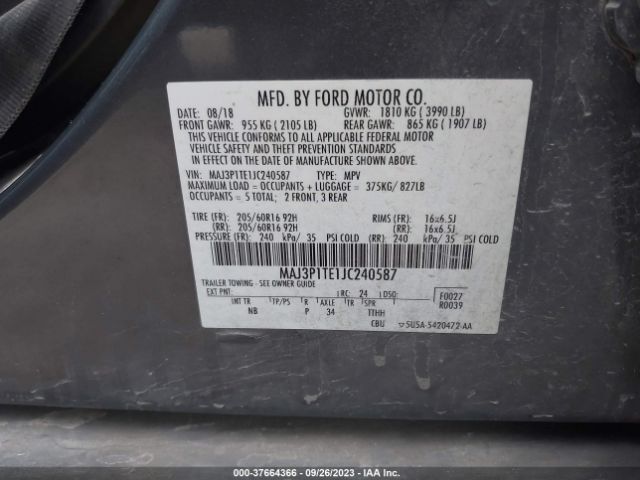 MFD. BY FORD MOTOR CO.
DATE: 08/18 GVWR: 1810 KG ( 3990 LB)
FRONT GAWR: 955 KG ( 2105 LB) REAR GAWR: 865 KG ( 1907 LB)
THIS VEHICLE CONFORMS TO ALL APPLICABLE FEDERAL MOTOR
VEHICLE SAFETY AND THEFT PREVENTION STANDARDS
IN EFFECT ON THE DATE OF MANUFACTURE SHOWN ABOVE.
VIN: MAJ3P1TE1JC240587 TYPE: MPV
MAXIMUM LOAD = OCCUPANTS + LUGGAGE = 375KG/ 827LB
OCCUPANTS = 5 TOTAL; 2 FRONT, 3 REAR
TIRE (FR): 205/60R16 92H RIMS (FR): 16x6.5J
(RR): 205/60R16 92H (RR): 16x6.5J
PRESSURE (FR): 240 kPa/ 35 PSI COLD (RR): 240 kPa/ 35 PSI COLD
MAJ3P1TE1JC240587
TRAILER TOWING - SEE OWNER GUIDE
EXT PNT: RC: 24 DSO: F0027
INT TR TP/PS R AXLE TR SPR R0039
NB P 34 TTHH
CBU 5U5A-5420472-AA
000-37664366 - 09/26/2023 - IAA Inc.